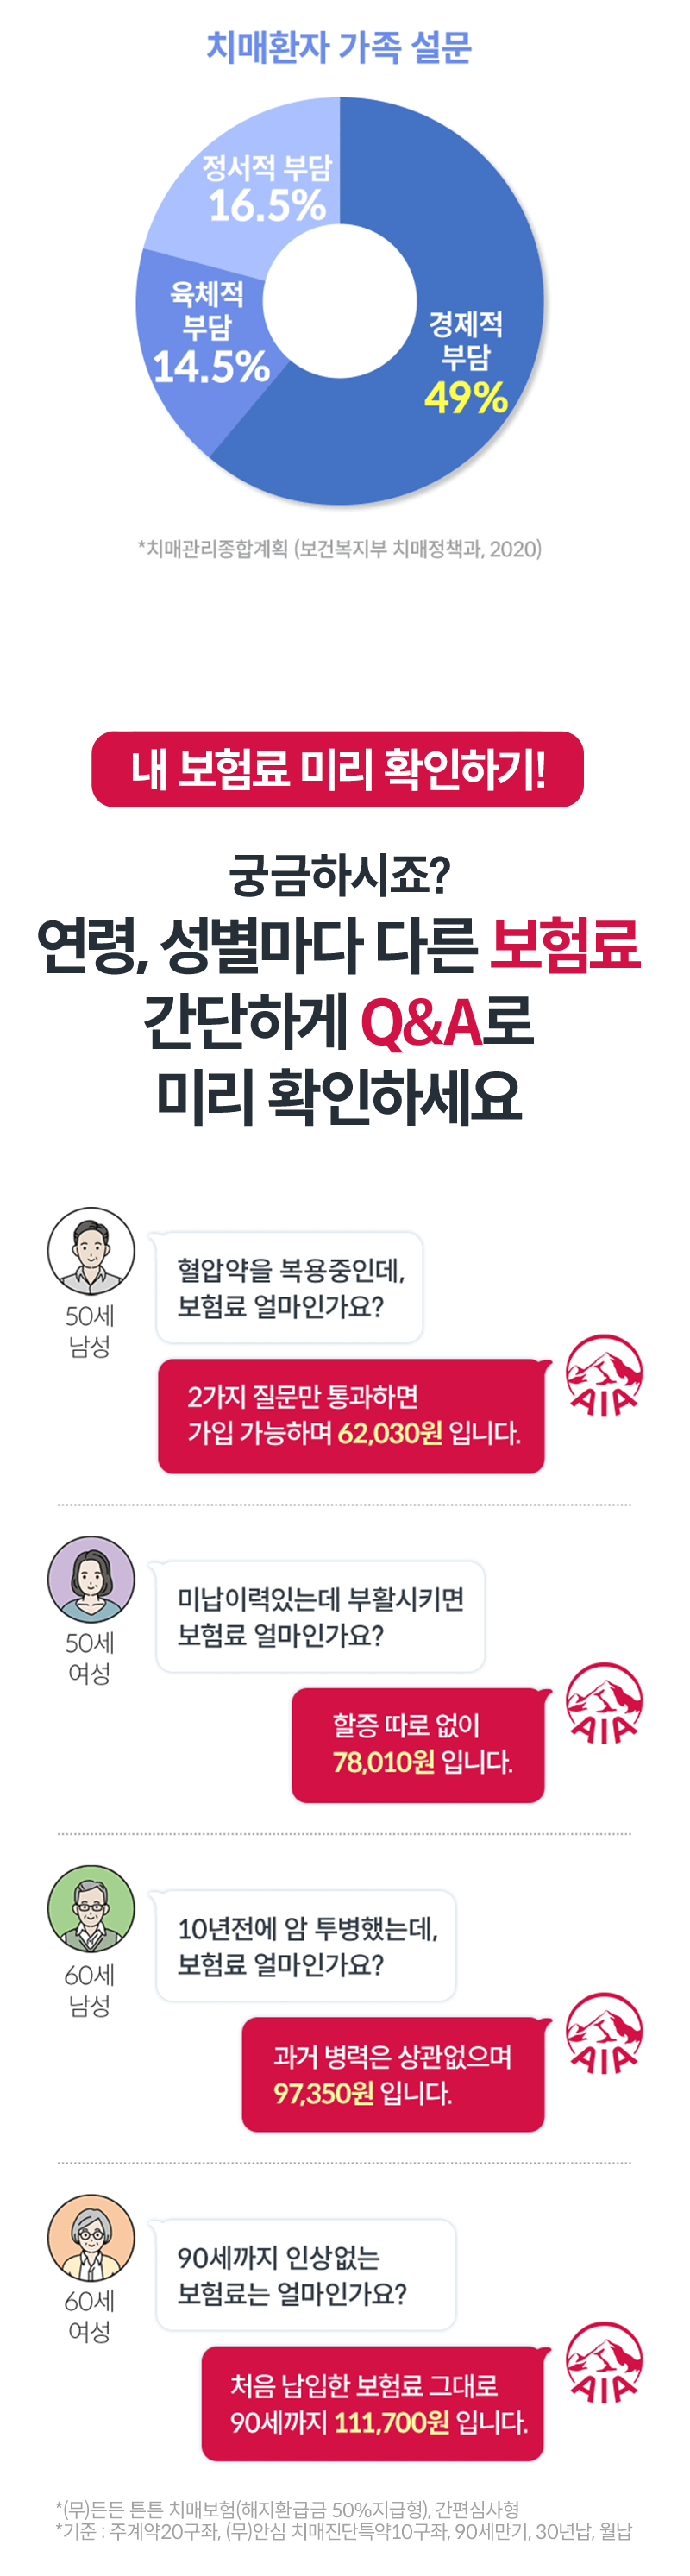 치매환자 가족 설문
정서적 부담
16.5%
육체적
부담
14.5%
경제적
부담
49%
*치매관리종합계획 (보건복지부 치매정책과, 2020)
내 보험료 미리 확인하기!
궁금하시죠?
연령, 성별마다 다른 보험료
간단하게 Q&A로
미리 확인하세요
50세
남성
혈압약을 복용중인데,
보험료 얼마인가요?
2가지 질문만 통과하면
가입 가능하며 62,030원 입니다.
AIA
50세
여성
미납이력있는데 부활시키면
보험료 얼마인가요?
할증 따로 없이
78,010원 입니다.
AIA
60세
남성
10년전에 암 투병했는데,
보험료 얼마인가요?
과거 병력은 상관없으며
97,350원 입니다.
AIA
60세
여성
90세까지 인상없는
보험료는 얼마인가요?
처음 납입한 보험료 그대로
90세까지 111,700원 입니다.
AIA
*(무)든든 튼튼 치매보험(해지환급금 50%지급형), 간편심사형
*기준 : 주계약20구좌, (무)안심 치매진단특약10구좌, 90세만기, 30년납, 월납